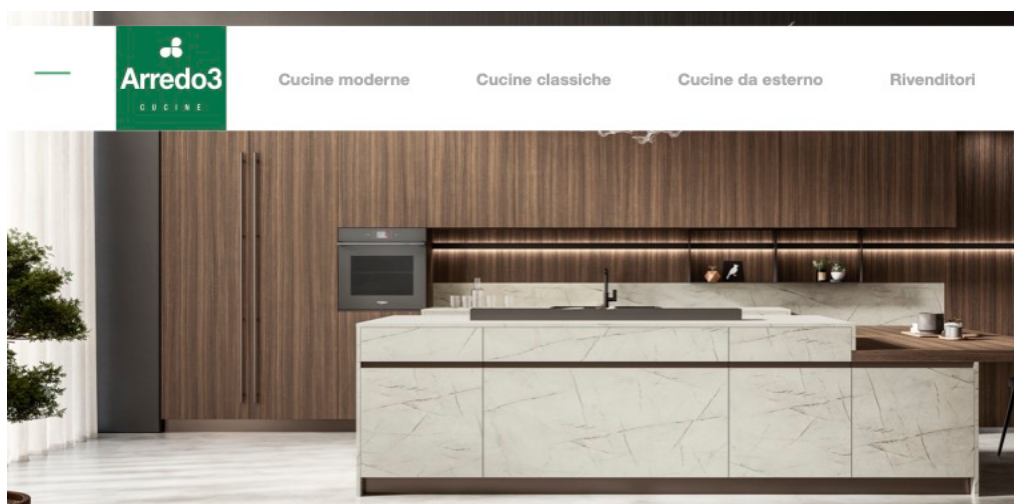 Arredo3
CUCINE
Cucine moderne
Cucine classiche
Cucine da esterno
Rivenditori